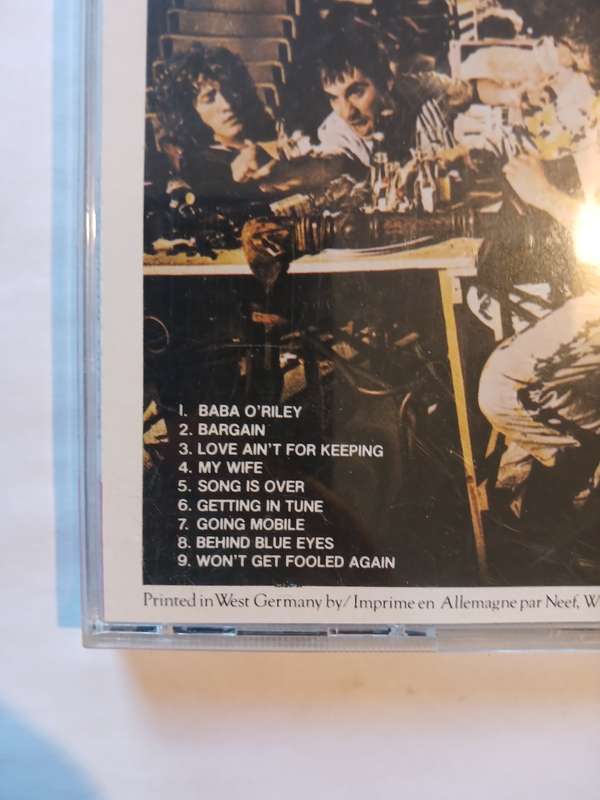 1. BABA O'RILEY
2. BARGAIN
3. LOVE AIN'T FOR KEEPING
4. MY WIFE
5. SONG IS OVER
6. GETTING IN TUNE
7. GOING MOBILE
8. BEHIND BLUE EYES
9. WON'T GET FOOLED AGAIN
Printed in West Germany by/Imprime en Allemagne par Neef, W